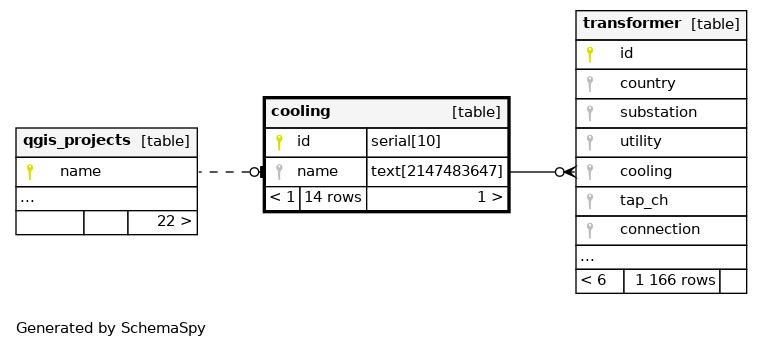 qgis_projects [table]
name
...
22 >
cooling [table]
id serial[10]
name text[2147483647]
< 1 14 rows 1 >
transformer [table]
id
country
substation
utility
cooling
tap_ch
connection
...
< 6 1 166 rows
Generated by SchemaSpy